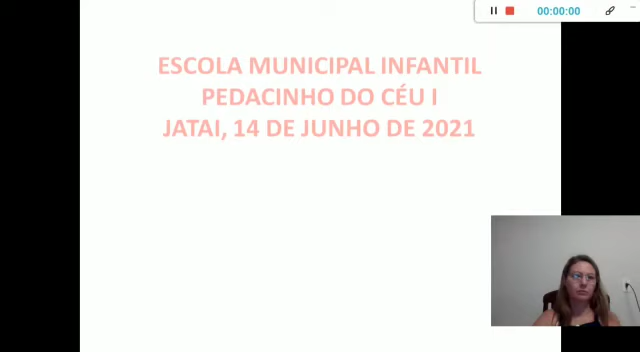 00:00:00
ESCOLA MUNICIPAL INFANTIL
PEDACINHO DO CÉU I
JATAI, 14 DE JUNHO DE 2021